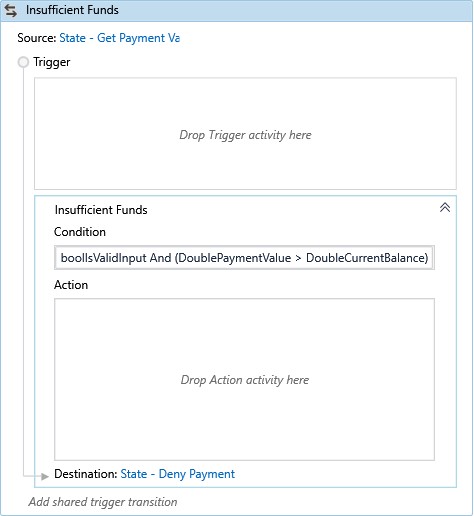 Insufficient Funds
Source: State - Get Payment Va
Trigger
Drop Trigger activity here
Insufficient Funds
Condition
boolIsValidInput And (DoublePaymentValue > DoubleCurrentBalance)
Action
Drop Action activity here
Destination: State - Deny Payment
Add shared trigger transition